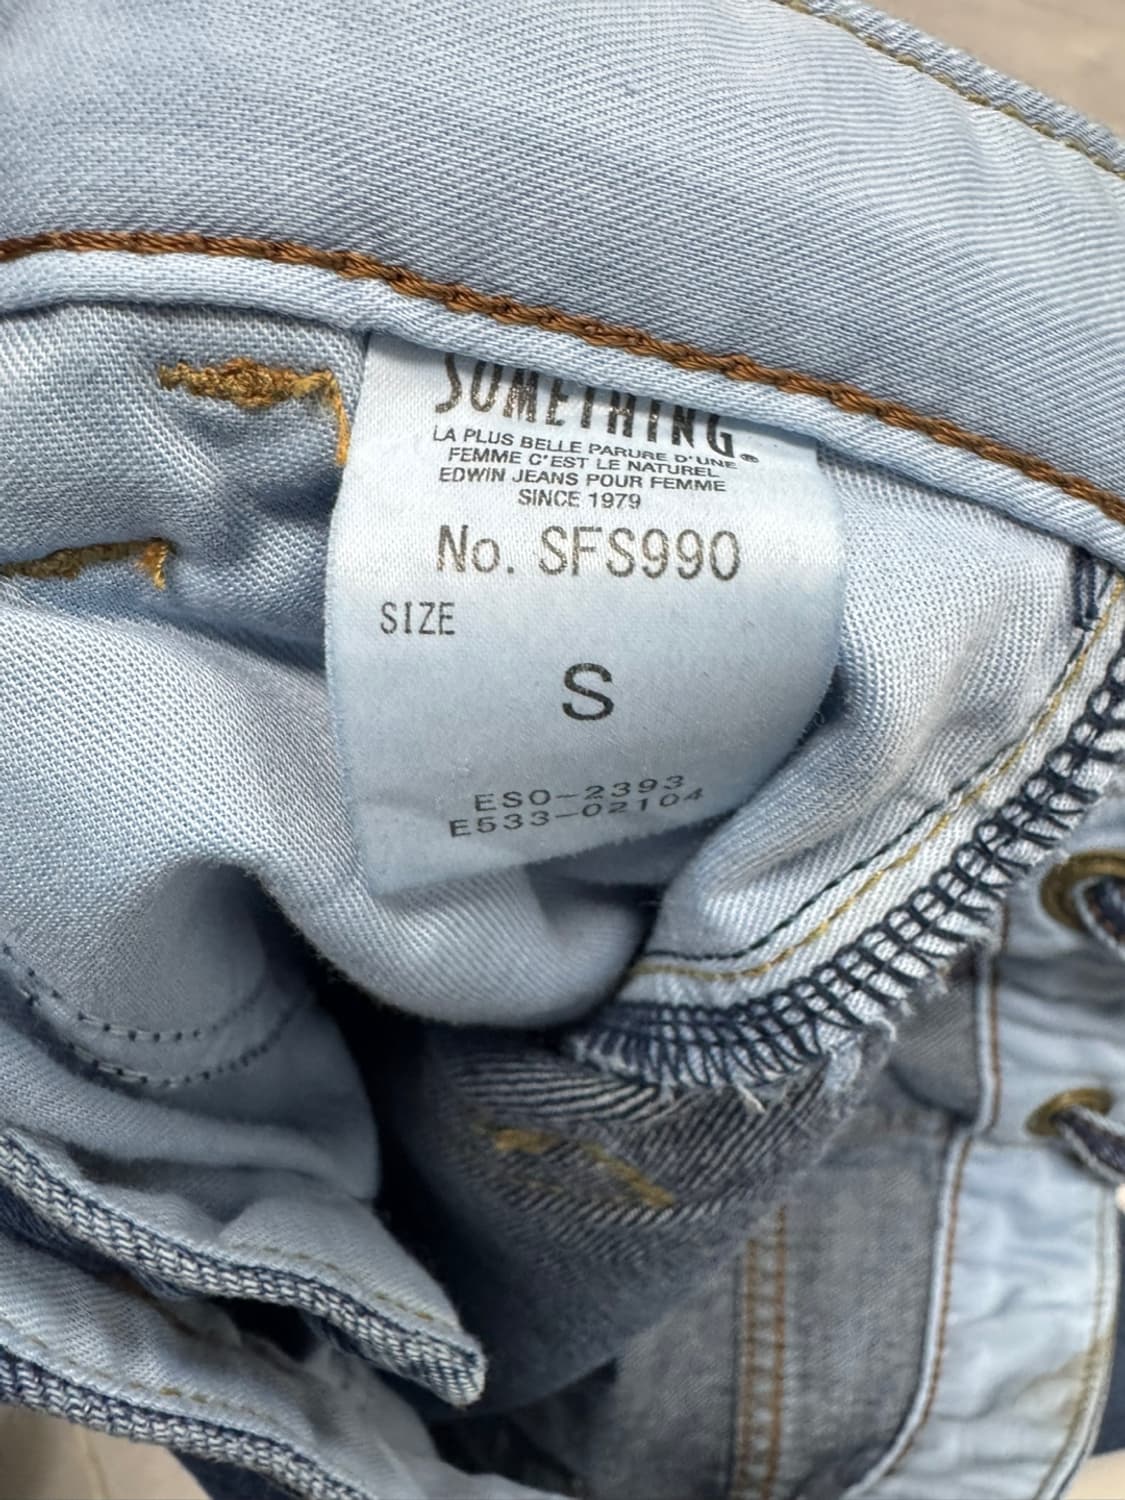 SOMETHING®
LA PLUS BELLE PARURE D'UNE
FEMME C'EST LE NATUREL
EDWIN JEANS POUR FEMME
SINCE 1979
No. SFS990
SIZE
S
ESO-2393
E533-02104